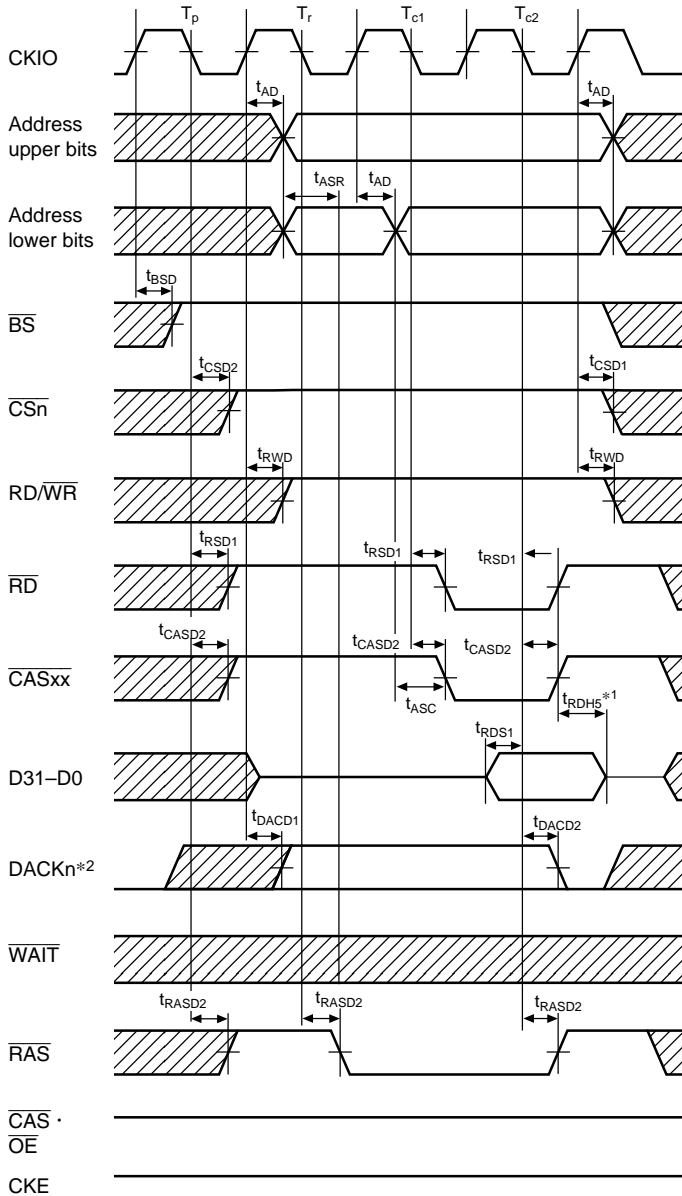 Tp Tr Tc1 Tc2
CKIO
tAD tAD
Address
upper bits
tASR tAD
Address
lower bits
tBSD
BS
tCSD2 tCSD1
CSn
tRWD tRWD
RD/WR
tRSD1 tRSD1 tRSD1
RD
tCASD2 tCASD2 tCASD2
CASxx
tASC tRDH5*1
tRDS1
D31–D0
tDACD1 tDACD2
DACKn*2
WAIT
tRASD2 tRASD2 tRASD2
RAS
CAS ·
OE
CKE